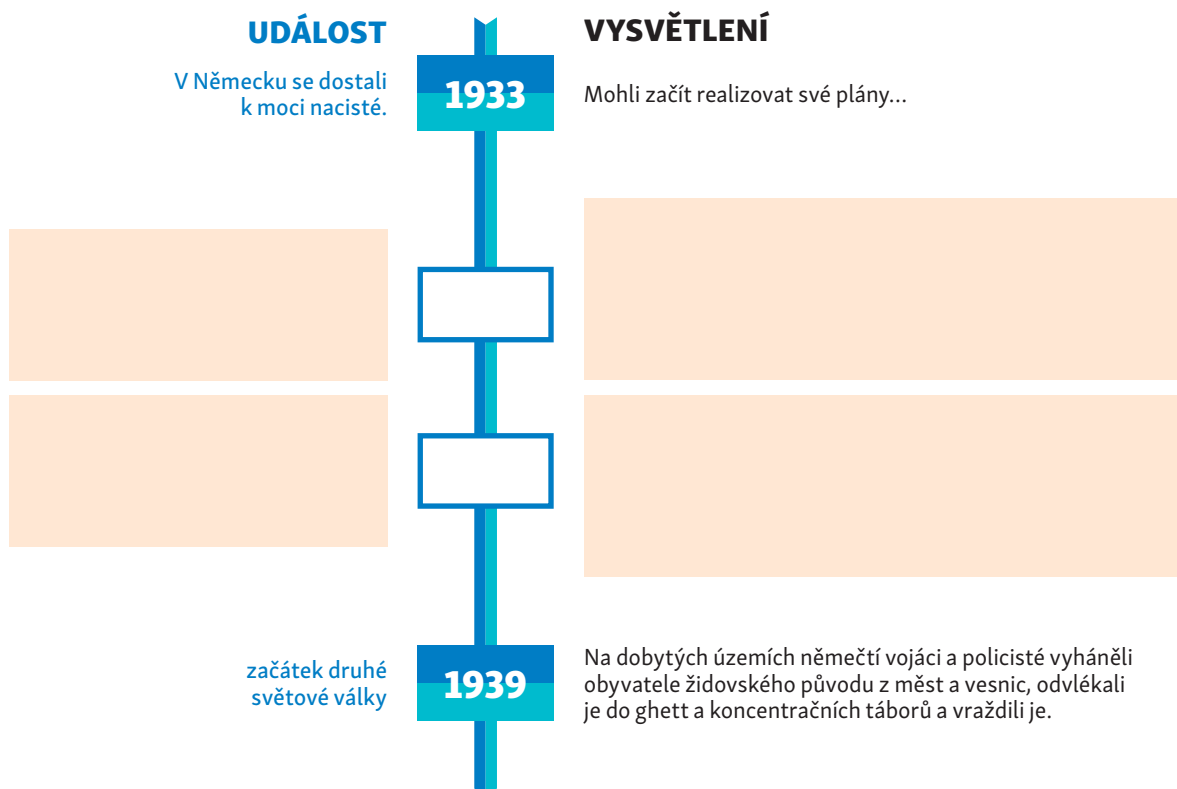 UDÁLOST
VYSVĚTLENÍ
V Německu se dostali
k moci nacisté.
1933
Mohli začít realizovat své plány...
začátek druhé
světové války
1939
Na dobytých územích němečtí vojáci a policisté vyháněli
obyvatele židovského původu z měst a vesnic, odvlékali
je do ghett a koncentračních táborů a vraždili je.